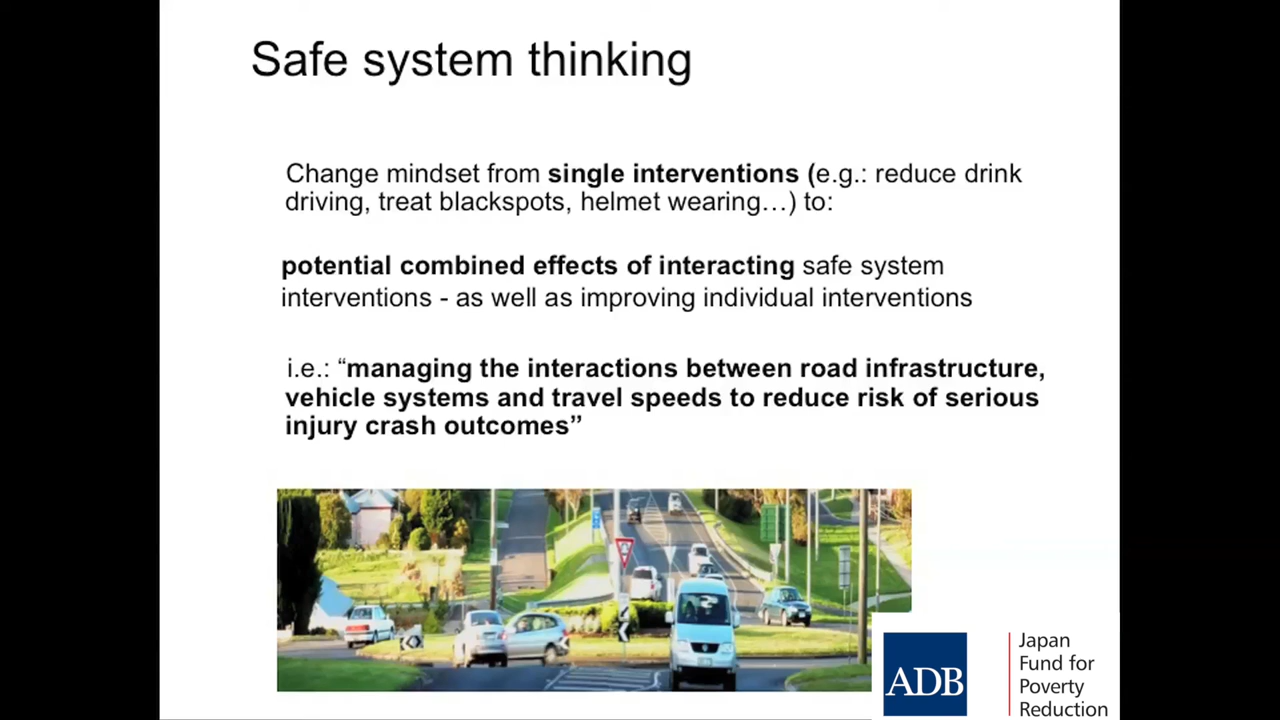 Safe system thinking
Change mindset from single interventions (e.g.: reduce drink
driving, treat blackspots, helmet wearing…) to:
potential combined effects of interacting safe system
interventions - as well as improving individual interventions
i.e.: “managing the interactions between road infrastructure,
vehicle systems and travel speeds to reduce risk of serious
injury crash outcomes”
ADB
Japan
Fund for
Poverty
Reduction